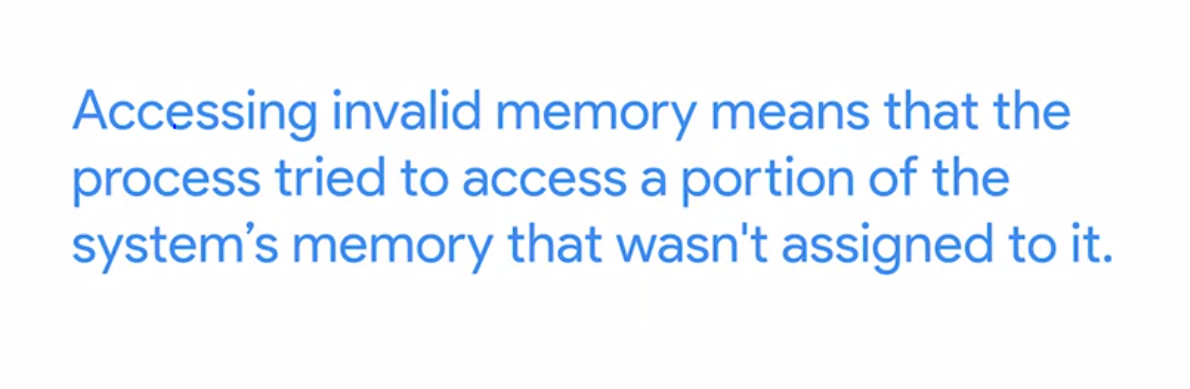 Accessing invalid memory means that the
process tried to access a portion of the
system’s memory that wasn't assigned to it.